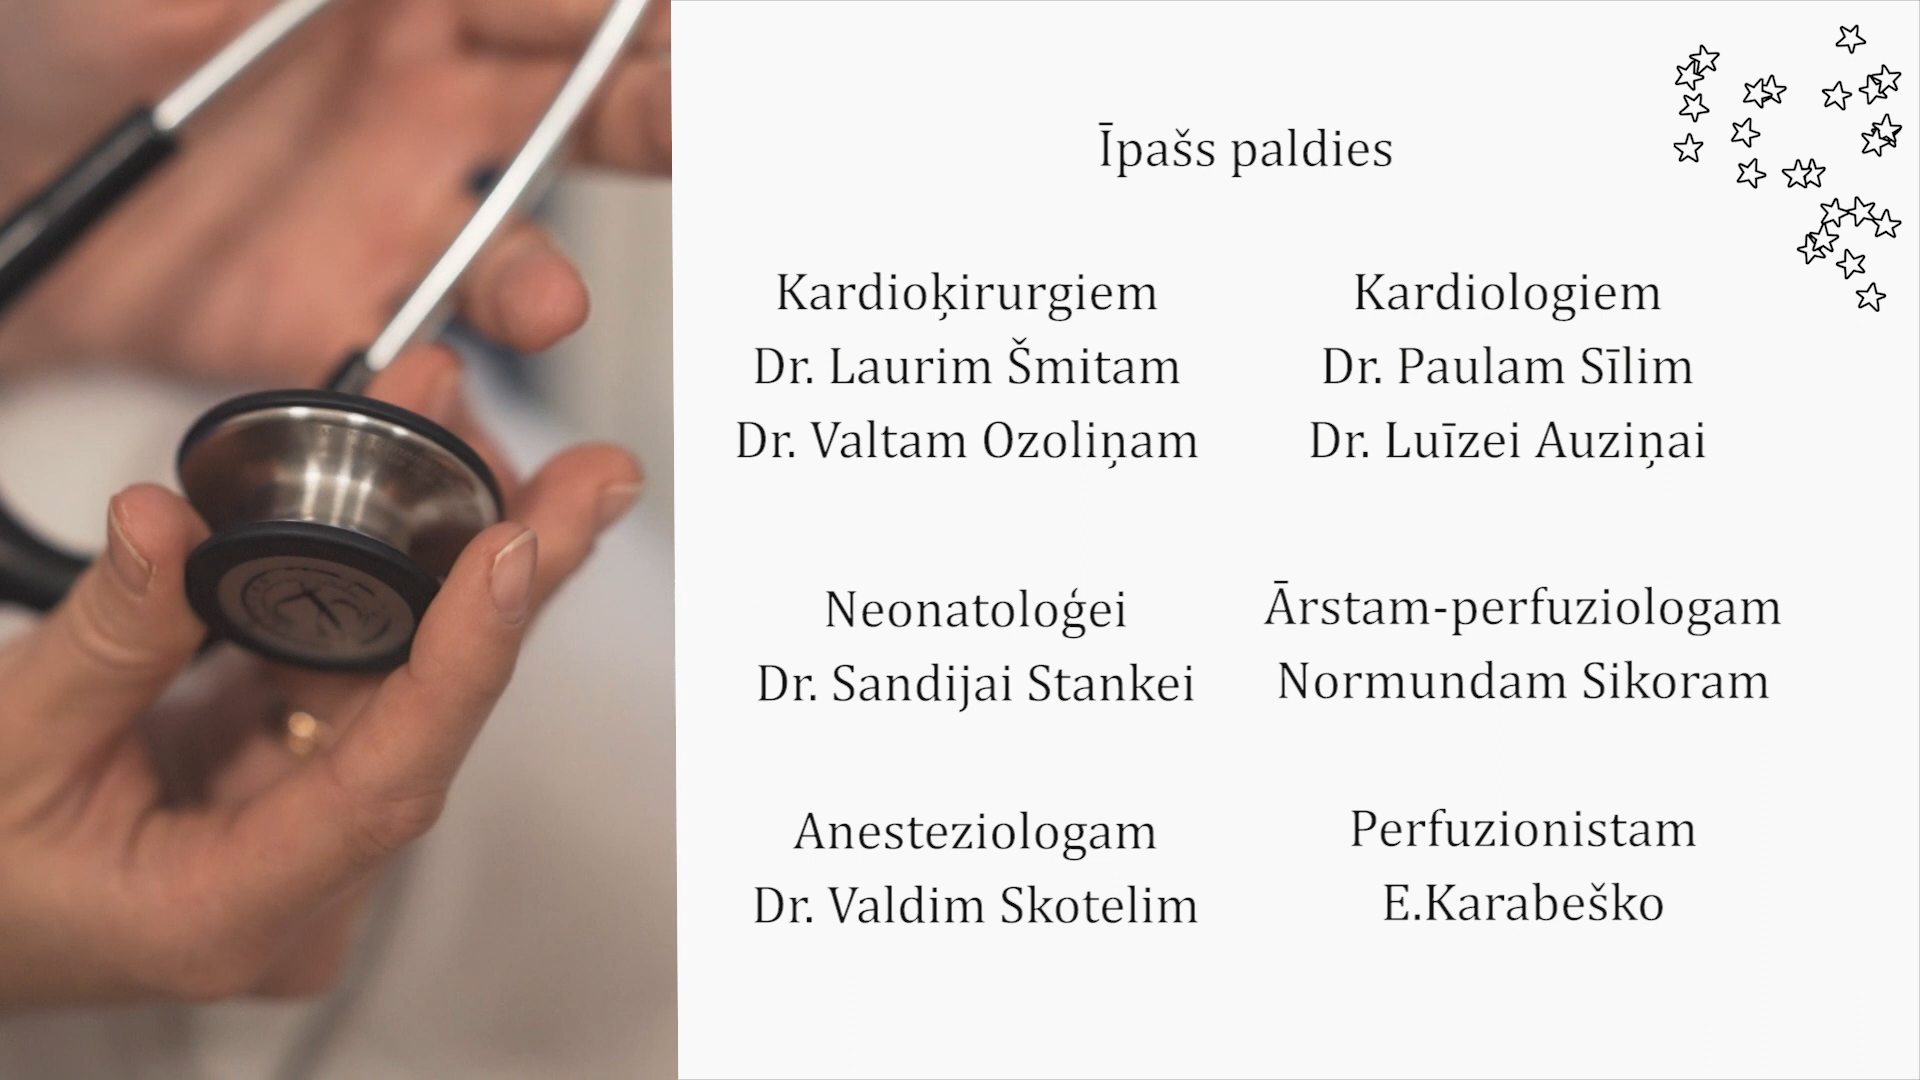 Īpašs paldies
Kardioķirurgiem
Dr. Laurim Šmitam
Dr. Valtam Ozoliņam
Kardiologiem
Dr. Paulam Sīlim
Dr. Luīzei Auziņai
Neonatoloģei
Dr. Sandijai Stankei
Ārstam-perfuziologam
Normundam Sikoram
Anesteziologam
Dr. Valdim Skotelim
Perfuzionistam
E.Karabeško